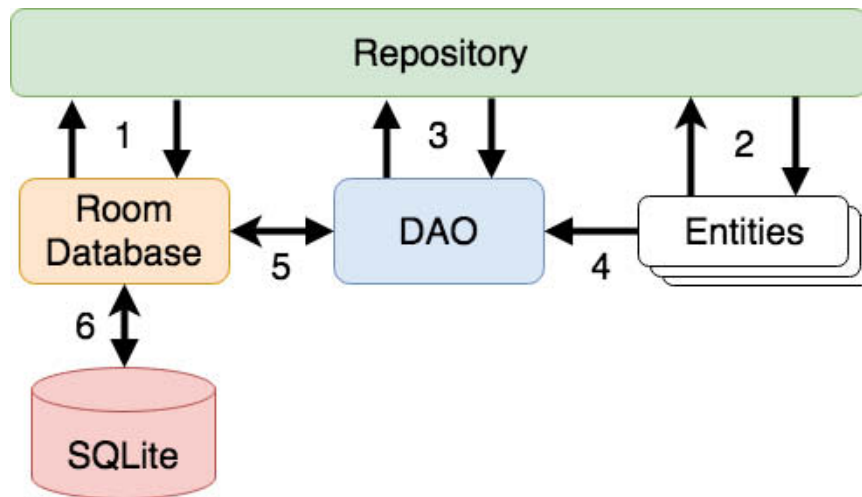 Repository
1
3
2
Room
Database
DAO
Entities
5
4
6
SQLite